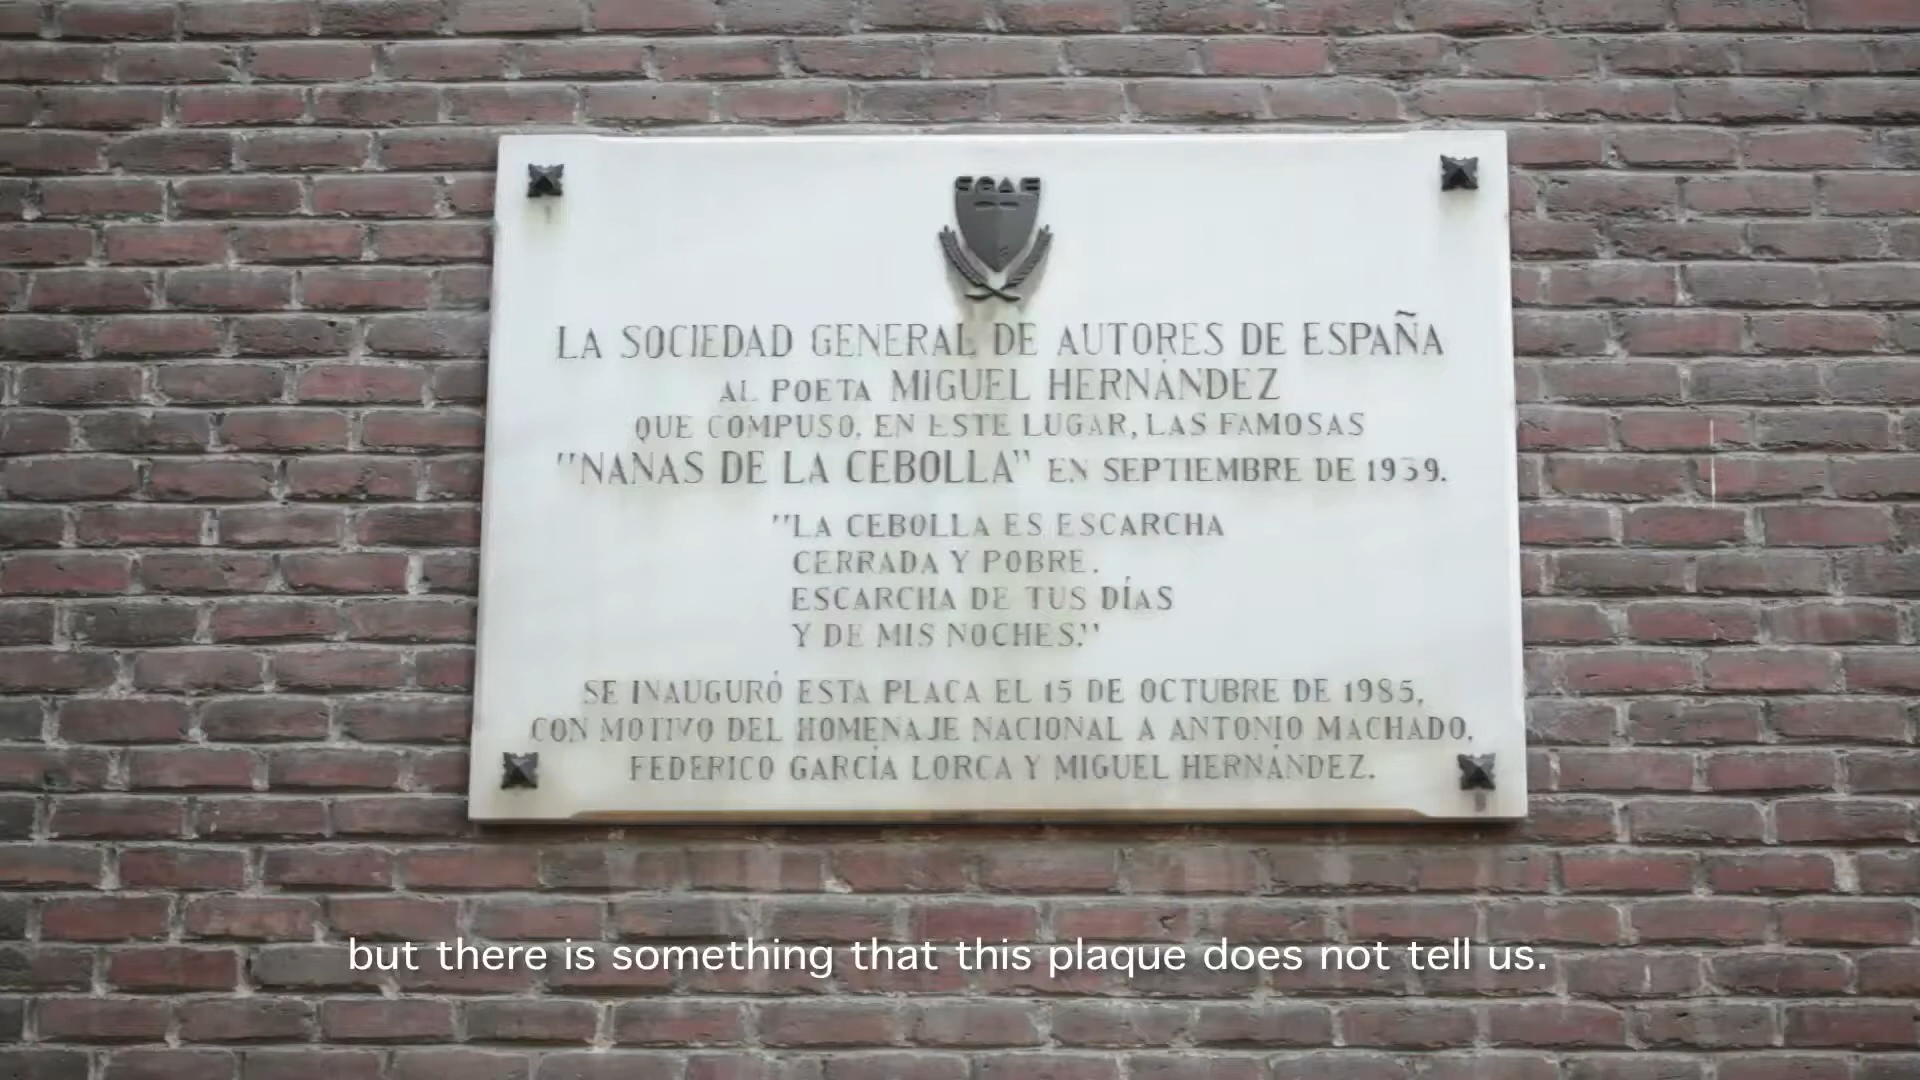 SGAE
LA SOCIEDAD GENERAL DE AUTORES DE ESPAÑA
AL POETA MIGUEL HERNÁNDEZ
QUE COMPUSO, EN ESTE LUGAR, LAS FAMOSAS
"NANAS DE LA CEBOLLA" EN SEPTIEMBRE DE 1939.
"LA CEBOLLA ES ESCARCHA
CERRADA Y POBRE.
ESCARCHA DE TUS DÍAS
Y DE MIS NOCHES."
SE INAUGURÓ ESTA PLACA EL 15 DE OCTUBRE DE 1985,
CON MOTIVO DEL HOMENAJE NACIONAL A ANTONIO MACHADO,
FEDERICO GARCÍA LORCA Y MIGUEL HERNÁNDEZ.
but there is something that this plaque does not tell us.